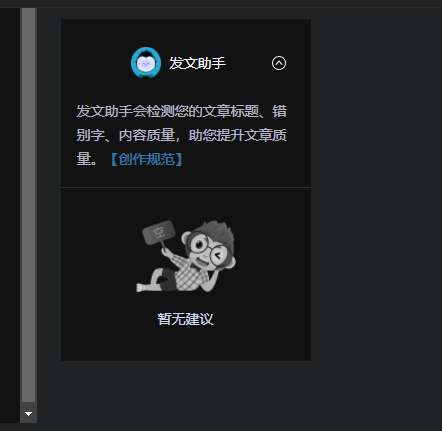 发文助手
发文助手会检测您的文章标题、错
别字、内容质量，助您提升文章质
量。【创作规范】
空
暂无建议